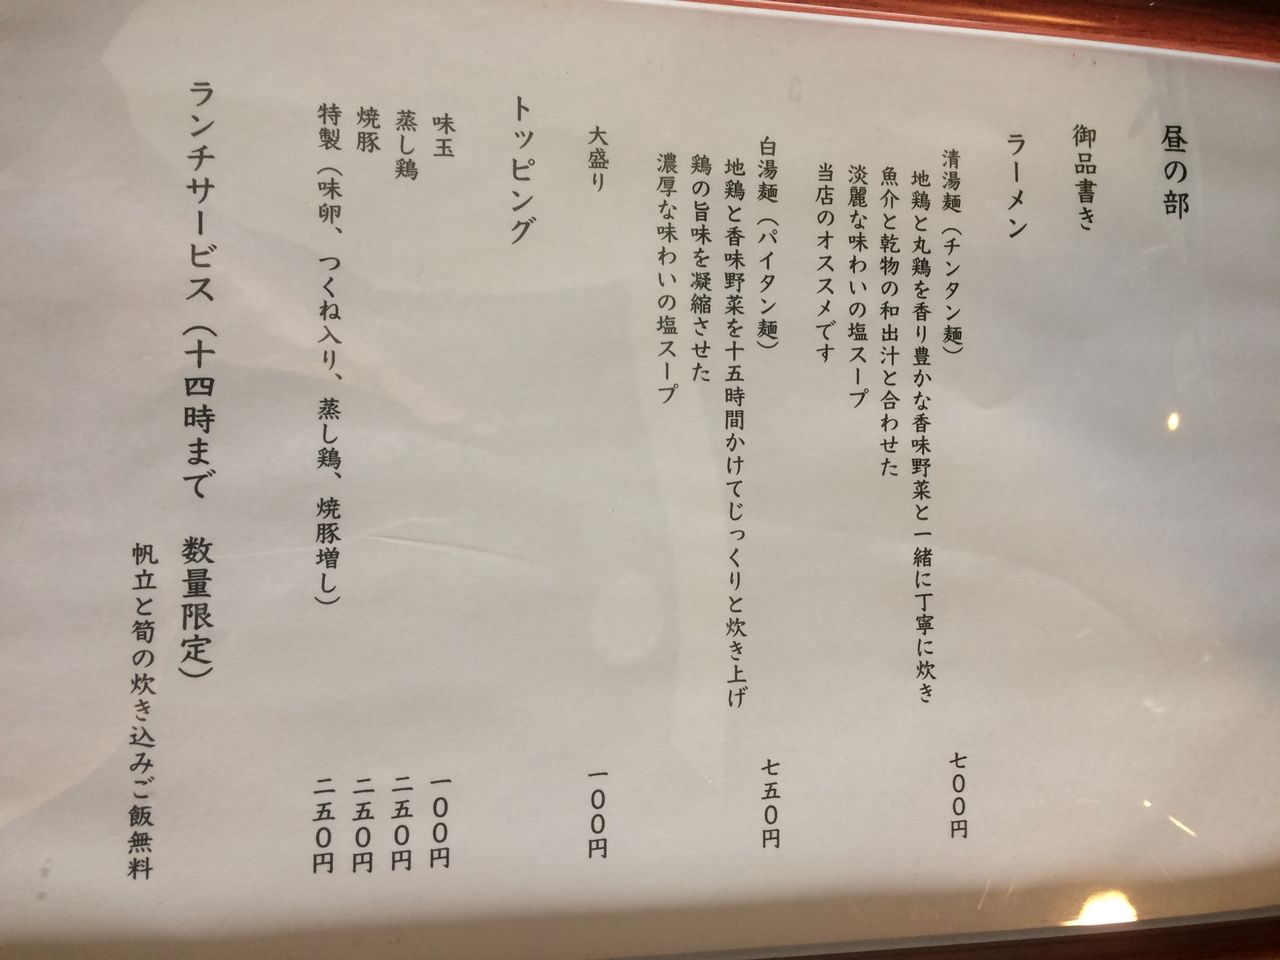 昼の部
御品書き
ラーメン
清湯麺（チンタン麺） 七〇〇円
地鶏と丸鶏を香り豊かな香味野菜と一緒に丁寧に炊き
魚介と乾物の和出汁と合わせた
淡麗な味わいの塩スープ
当店のオススメです
白湯麺（パイタン麺） 七五〇円
地鶏と香味野菜を十五時間かけてじっくりと炊き上げ
鶏の旨味を凝縮させた
濃厚な味わいの塩スープ
大盛り 一〇〇円
トッピング
味玉 一〇〇円
蒸し鶏 二五〇円
焼豚 二五〇円
特製（味卵、つくね入り、蒸し鶏、焼豚増し） 二五〇円
ランチサービス（十四時まで 数量限定）
帆立と筍の炊き込みご飯無料